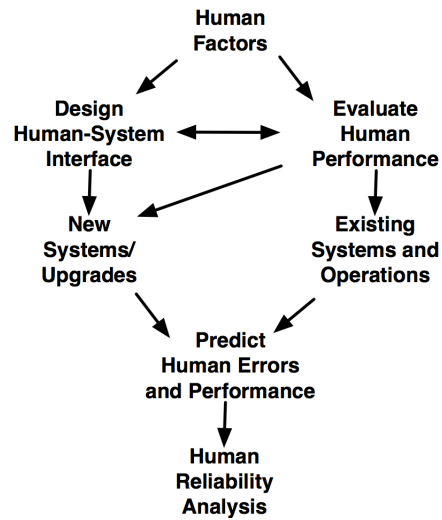 Human
Factors
Design
Human-System
Interface
Evaluate
Human
Performance
New
Systems/
Upgrades
Existing
Systems and
Operations
Predict
Human Errors
and Performance
Human
Reliability
Analysis